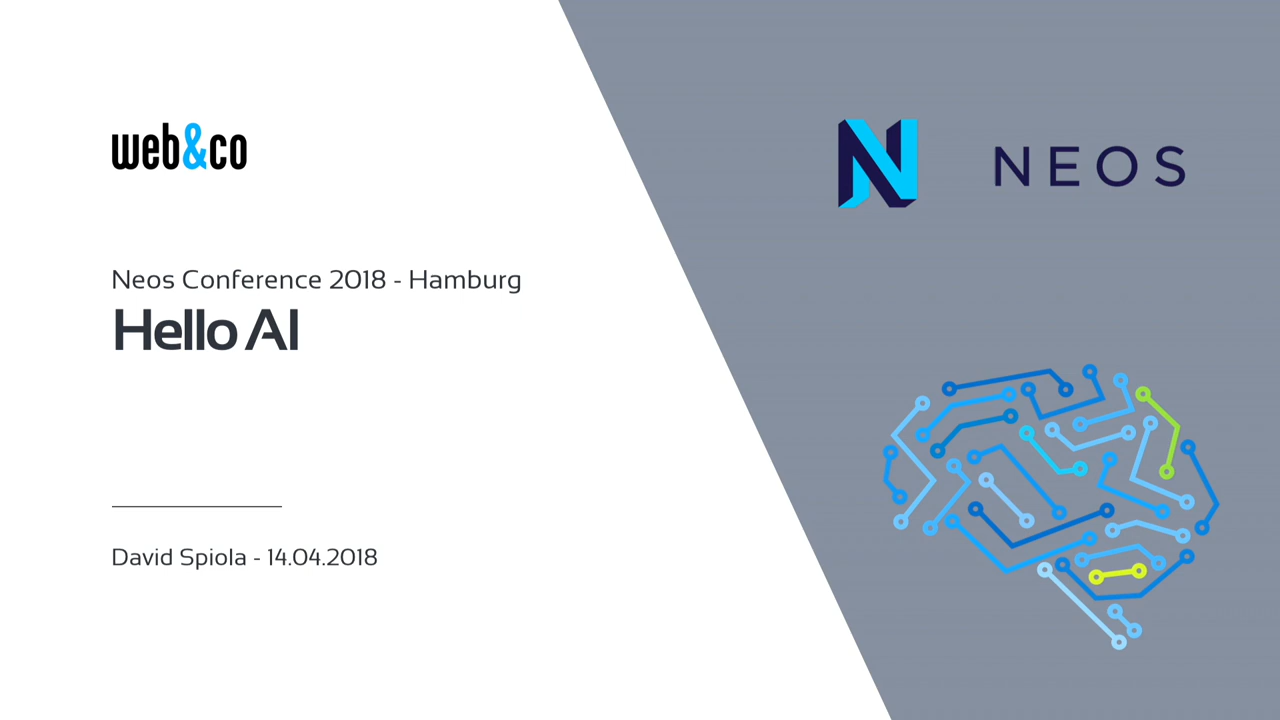 web&co
NEOS
Neos Conference 2018 - Hamburg
Hello AI
David Spiola - 14.04.2018